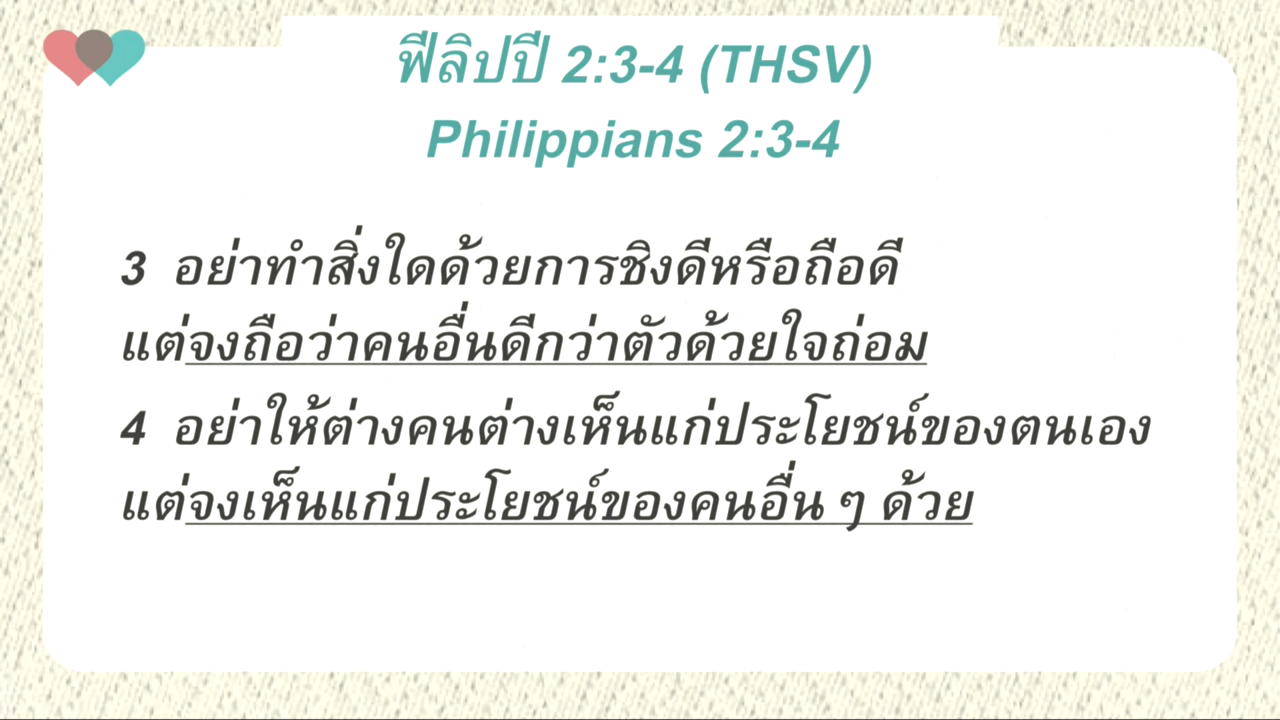 ฟีลิปปี 2:3-4 (THSV)
Philippians 2:3-4
3 อย่าทำสิ่งใดด้วยการชิงดีหรือถือดี
แต่จงถือว่าคนอื่นดีกว่าตัวด้วยใจถ่อม
4 อย่าให้ต่างคนต่างเห็นแก่ประโยชน์ของตนเอง
แต่จงเห็นแก่ประโยชน์ของคนอื่น ๆ ด้วย